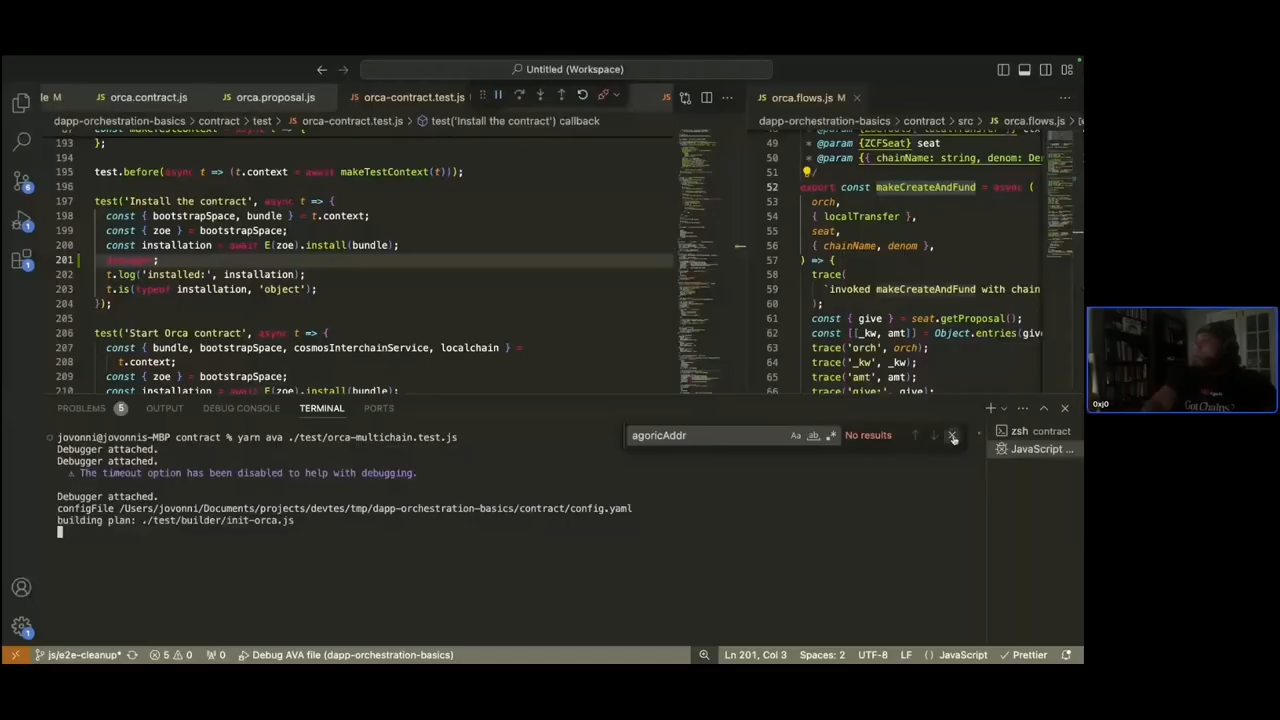 Untitled (Workspace)
le M orca.contract.js orca.proposal.js orca-contract.test.js
orca.flows.js M
dapp-orchestration-basics > contract > test > orca-contract.test.js > test('Install the contract') callback
193 };
194
195 test.before(async t => (t.context = await makeTestContext(t)));
196
197 test('Install the contract', async t => {
198 const { bootstrapSpace, bundle } = t.context;
199 const { zoe } = bootstrapSpace;
200 const installation = await E(zoe).install(bundle);
201 debugger;
202 t.log('installed:', installation);
203 t.is(typeof installation, 'object');
204 });
205
206 test('Start Orca contract', async t => {
207 const { bundle, bootstrapSpace, cosmosInterchainService, localchain } =
208 t.context;
209 const { zoe } = bootstrapSpace;
210 const installation = await E(zoe).install(bundle);
dapp-orchestration-basics > contract > src > orca.flows.js >
49 * @param {ZCFSeat} seat
50 * @param {{ chainName: string, denom: Der
51 */
52 export const makeCreateAndFund = async (
53 orch,
54 { localTransfer },
55 seat,
56 { chainName, denom },
57 ) => {
58 trace(
59 `invoked makeCreateAndFund with chain
60 );
61 const { give } = seat.getProposal();
62 const [[_kw, amt]] = Object.entries(give
63 trace('orch', orch);
64 trace('_kw', _kw);
65 trace('amt', amt);
66 trace('give:', give);
PROBLEMS 5 OUTPUT DEBUG CONSOLE TERMINAL PORTS
agoricAddr Aa ab .* No results
zsh contract
JavaScript ...
jovonni@jovonnis-MBP contract % yarn ava ./test/orca-multichain.test.js
Debugger attached.
Debugger attached.
⚠ The timeout option has been disabled to help with debugging.
Debugger attached.
configFile /Users/jovonni/Documents/projects/devtes/tmp/dapp-orchestration-basics/contract/config.yaml
building plan: ./test/builder/init-orca.js
0xj0
js/e2e-cleanup* 5 0 0 Debug AVA file (dapp-orchestration-basics) Ln 201, Col 3 Spaces: 2 UTF-8 LF {} JavaScript Prettier